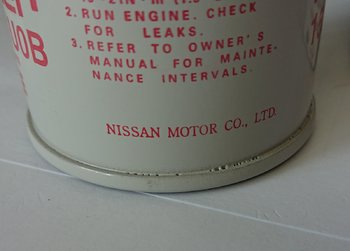 2. RUN ENGINE. CHECK
FOR LEAKS.
3. REFER TO OWNER'S
MANUAL FOR MAINTE-
NANCE INTERVALS.
OB
NISSAN MOTOR CO., LTD.